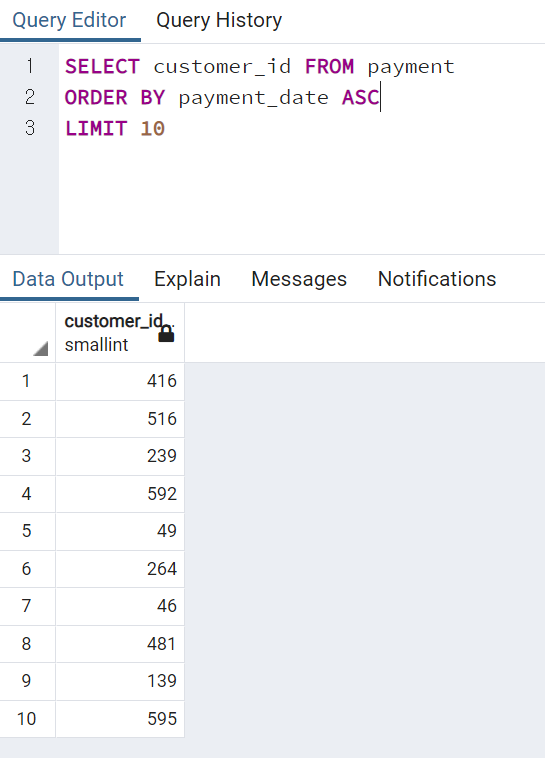 Query Editor Query History
1 SELECT customer_id FROM payment
2 ORDER BY payment_date ASC
3 LIMIT 10
Data Output Explain Messages Notifications
customer_id..
smallint
1 416
2 516
3 239
4 592
5 49
6 264
7 46
8 481
9 139
10 595